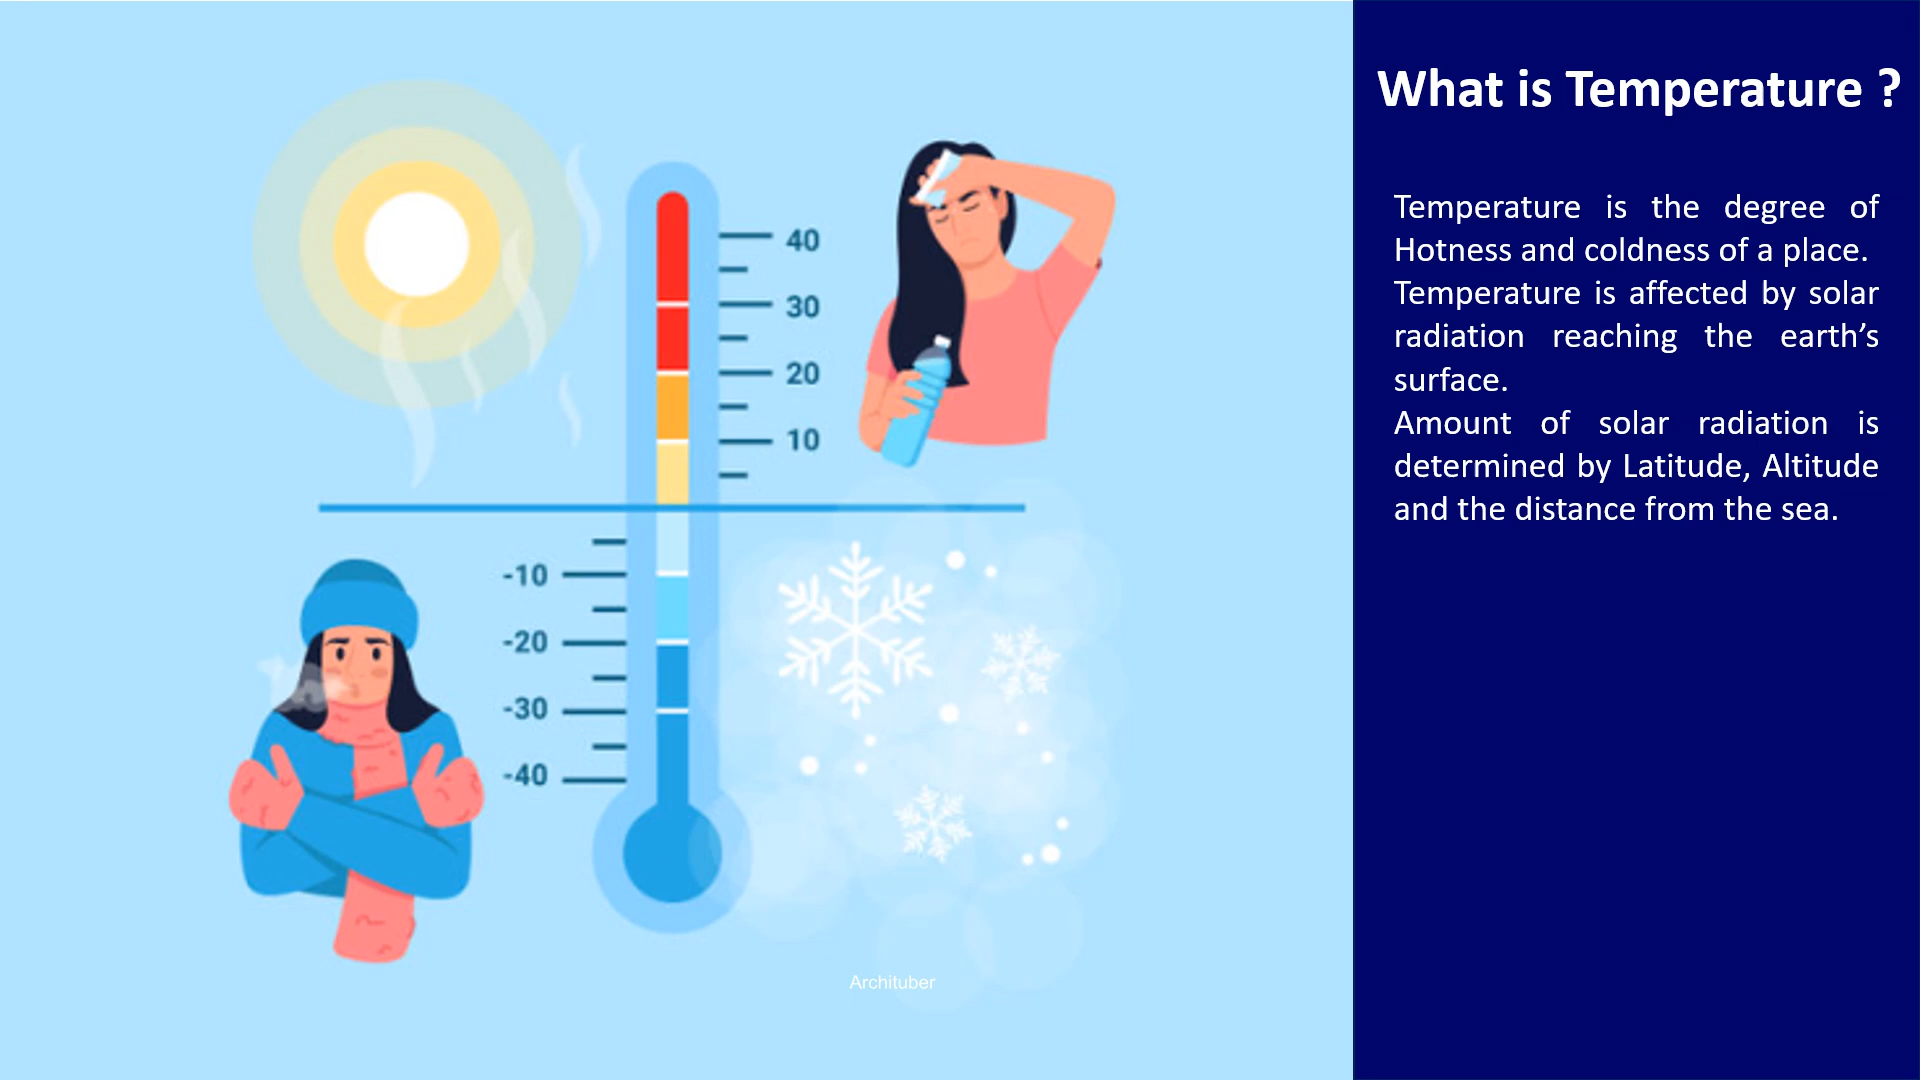 What is Temperature ?
Temperature is the degree of
Hotness and coldness of a place.
Temperature is affected by solar
radiation reaching the earth’s
surface.
Amount of solar radiation is
determined by Latitude, Altitude
and the distance from the sea.
40
30
20
10
-10
-20
-30
-40
Archituber